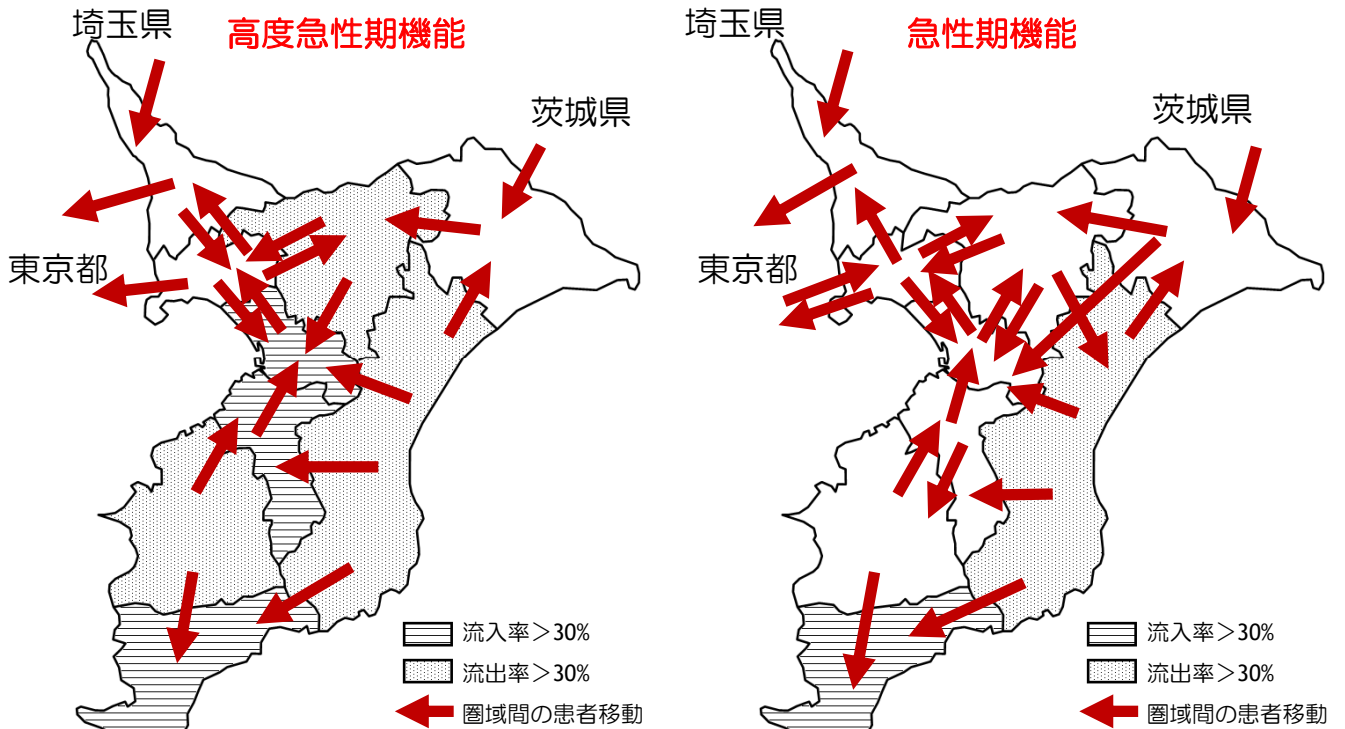 埼玉県
高度急性期機能
茨城県
東京都
流入率＞30%
流出率＞30%
圏域間の患者移動
埼玉県
急性期機能
茨城県
東京都
流入率＞30%
流出率＞30%
圏域間の患者移動